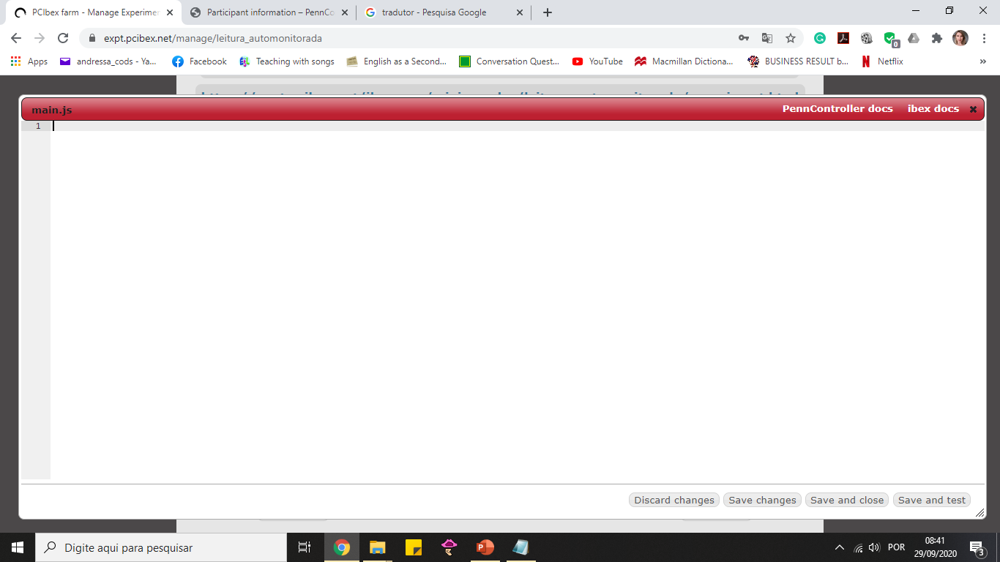 PCIbex farm - Manage Experimen
Participant information – PennCo
tradutor - Pesquisa Google
expt.pcibex.net/manage/leitura_automonitorada
Apps
andressa_cods - Ya...
Facebook
Teaching with songs
English as a Second...
Conversation Quest...
YouTube
Macmillan Dictiona...
BUSINESS RESULT b...
Netflix
»
main.js
PennController docs
ibex docs
1
Discard changes
Save changes
Save and close
Save and test
Digite aqui para pesquisar
POR
08:41
29/09/2020
3